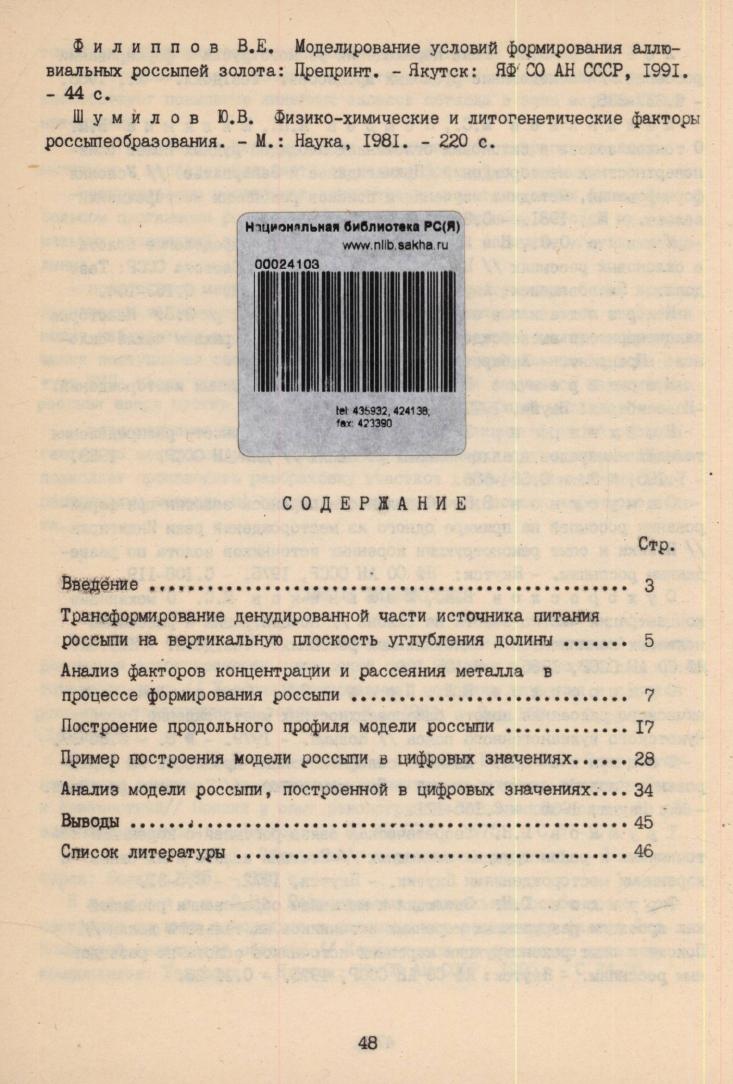 Филиппов В.Е. Моделирование условий формирования аллю-
виальных россыпей золота: Препринт. - Якутск: ЯФ СО АН СССР, 1991.
- 44 с.
Шумилов Ю.В. Физико-химические и литогенетические факторы
россыпеобразования. - М.: Наука, 1981. - 220 с.
Национальная библиотека РС(Я)
www.nlib.sakha.ru
00024103
tel: 435932, 424138,
fax: 423390
СОДЕРЖАНИЕ
Стр.
Введение ........ 3
Трансформирование денудированной части источника питания
россыпи на вертикальную плоскость углубления долины ....... 5
Анализ факторов концентрации и рассеяния металла в
процессе формирования россыпи ........ 7
Построение продольного профиля модели россыпи ............ 17
Пример построения модели россыпи в цифровых значениях...... 28
Анализ модели россыпи, построенной в цифровых значениях.... 34
Выводы ........ 45
Список литературы ........ 46
48